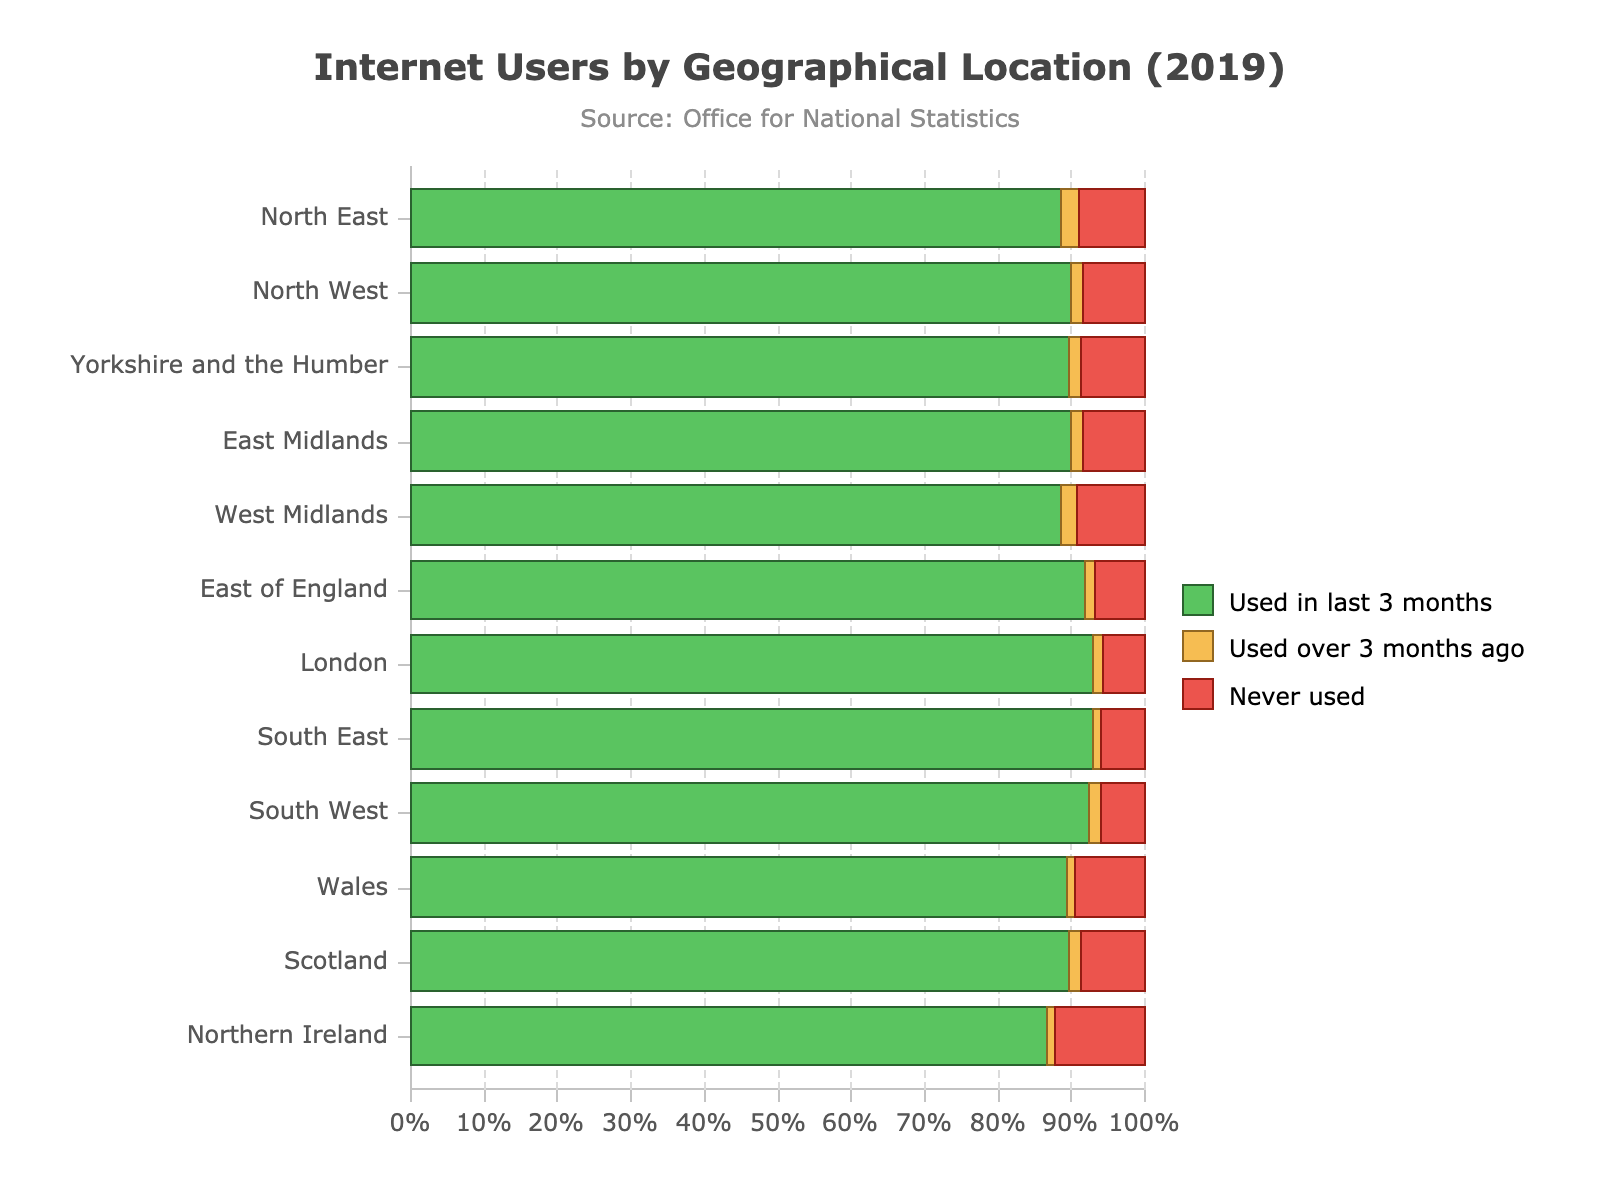 Internet Users by Geographical Location (2019)
Source: Office for National Statistics
North East
North West
Yorkshire and the Humber
East Midlands
West Midlands
East of England
London
South East
South West
Wales
Scotland
Northern Ireland
0% 10% 20% 30% 40% 50% 60% 70% 80% 90% 100%
Used in last 3 months
Used over 3 months ago
Never used